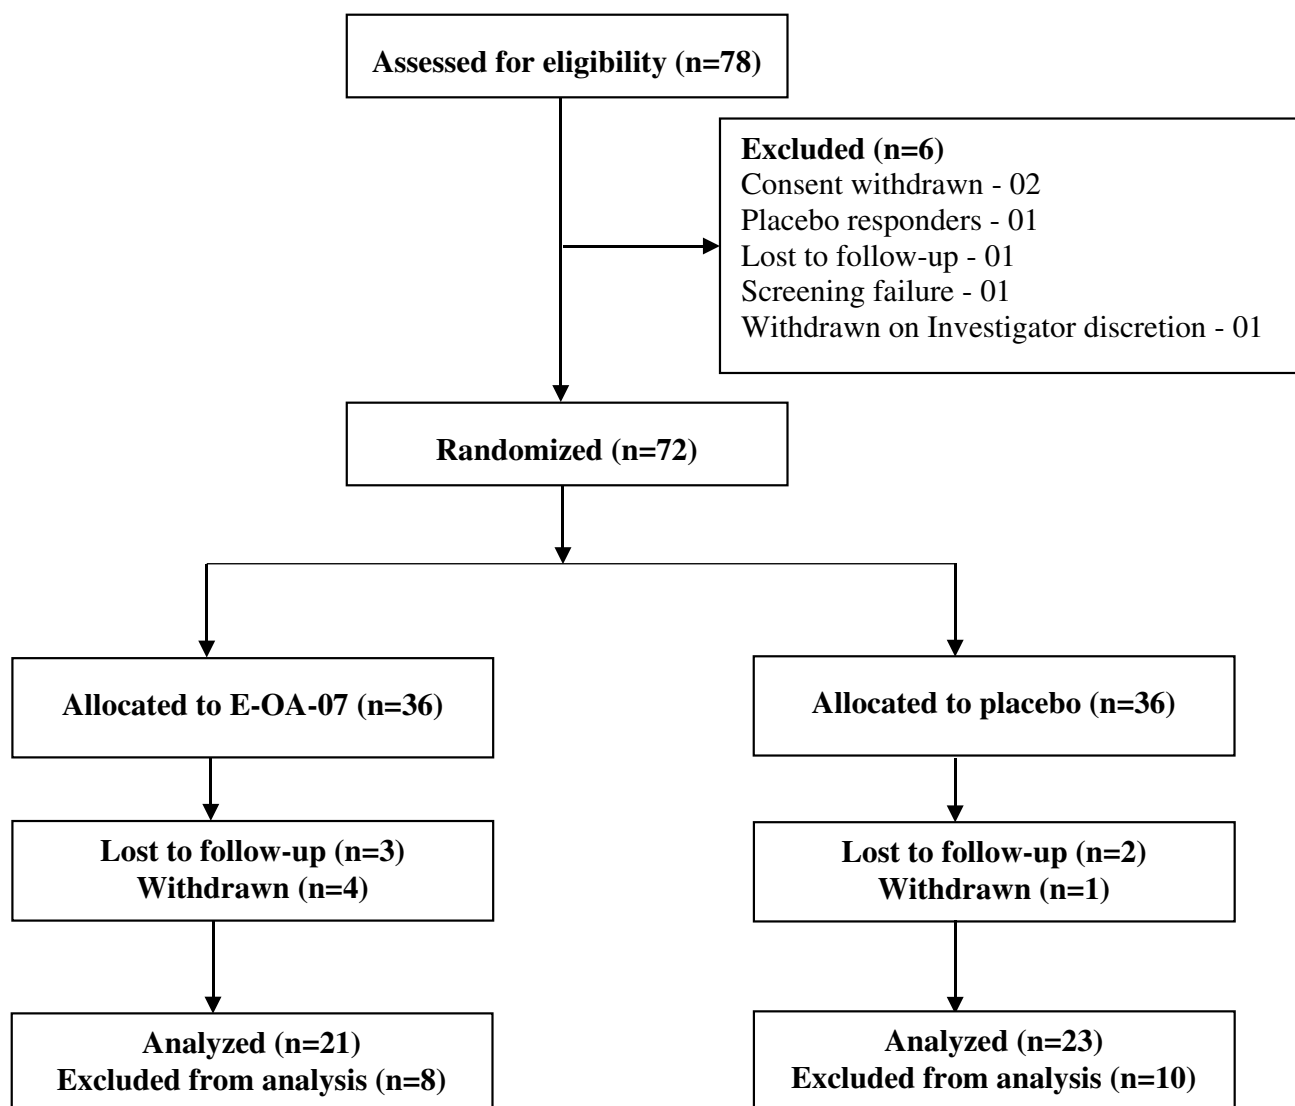 Assessed for eligibility (n=78)
Excluded (n=6)
Consent withdrawn - 02
Placebo responders - 01
Lost to follow-up - 01
Screening failure - 01
Withdrawn on Investigator discretion - 01
Randomized (n=72)
Allocated to E-OA-07 (n=36)
Allocated to placebo (n=36)
Lost to follow-up (n=3)
Withdrawn (n=4)
Lost to follow-up (n=2)
Withdrawn (n=1)
Analyzed (n=21)
Excluded from analysis (n=8)
Analyzed (n=23)
Excluded from analysis (n=10)